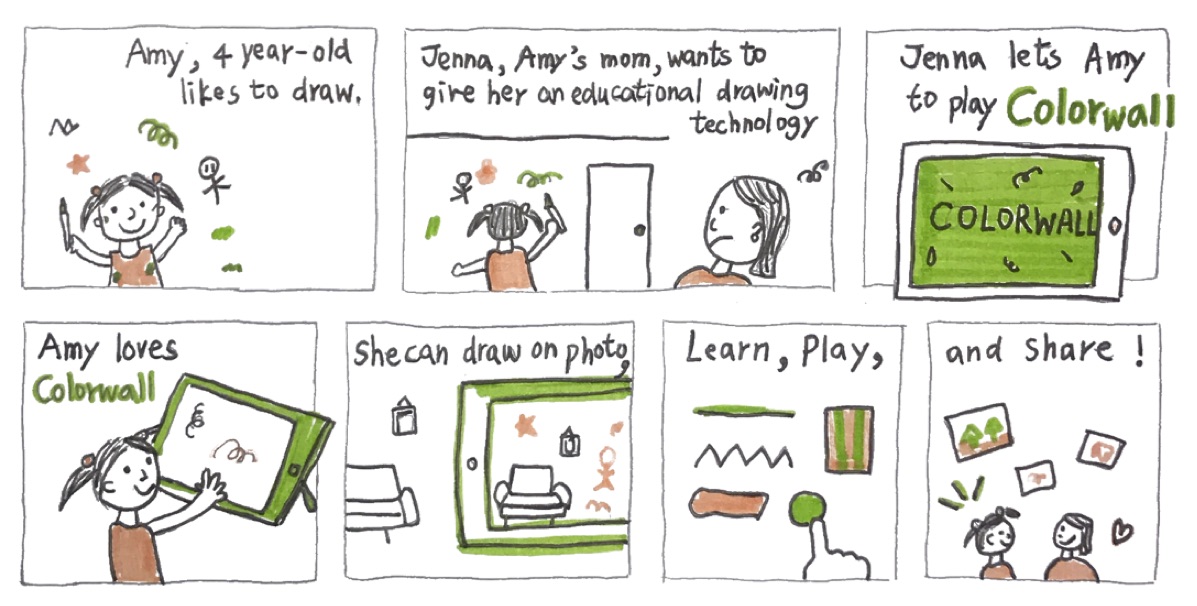 Amy, 4 year-old
likes to draw.
Jenna, Amy's mom, wants to
give her an educational drawing
technology
Jenna lets Amy
to play Colorwall
COLORWALL
Amy loves
Colorwall
She can draw on photo,
Learn, Play,
and share !